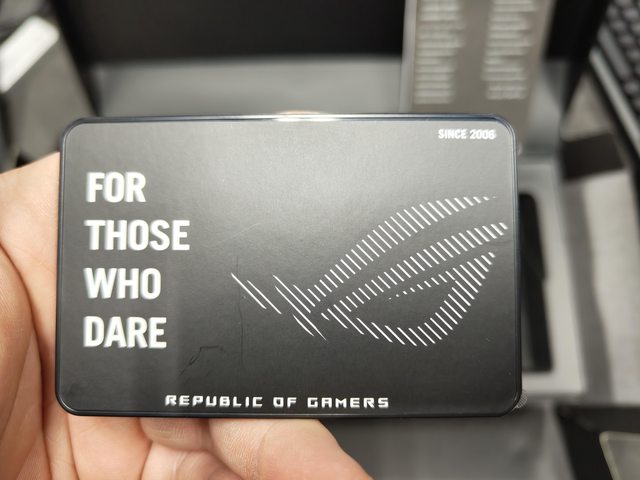 SINCE 2006
FOR
THOSE
WHO
DARE
REPUBLIC OF GAMERS